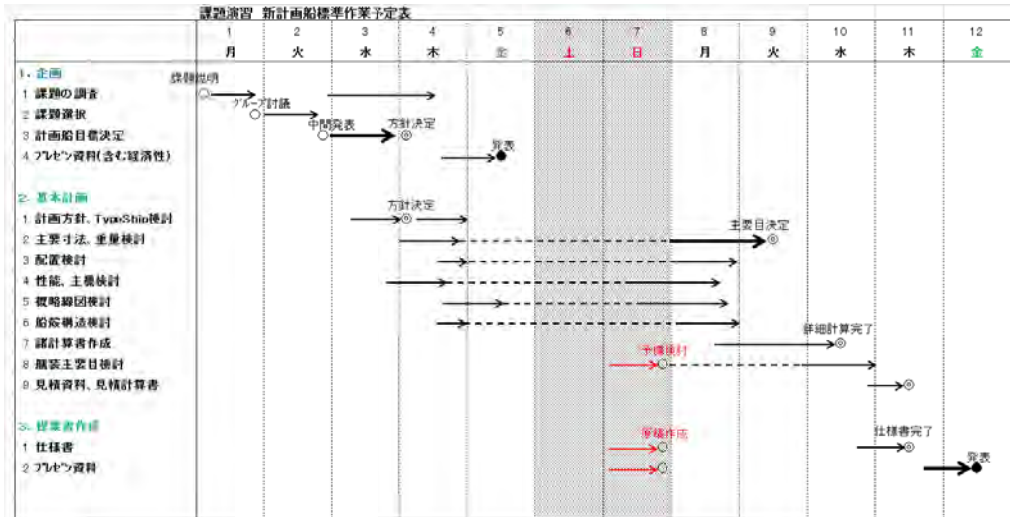 課題演習 新計画船標準作業予定表
1 2 3 4 5 6 7 8 9 10 11 12
月 火 水 木 金 土 日 月 火 水 木 金
1. 企画
課題説明
1 課題の調査
グループ討議
2 課題選択
中間発表 方針決定
3 計画船目標決定
発表
4 プレゼン資料(含む経済性)
2. 基本計画
方針決定
1 計画方針、TypeShip検討
主要目決定
2 主要寸法、重量検討
3 配置検討
4 性能、主機検討
5 概略線図検討
6 船殻構造検討
詳細計算完了
7 諸計算書作成
予備検討
8 艤装主要目検討
9 見積資料、見積計算書
3. 提案書作成
原稿作成 仕様書完了
1 仕様書
発表
2 プレゼン資料